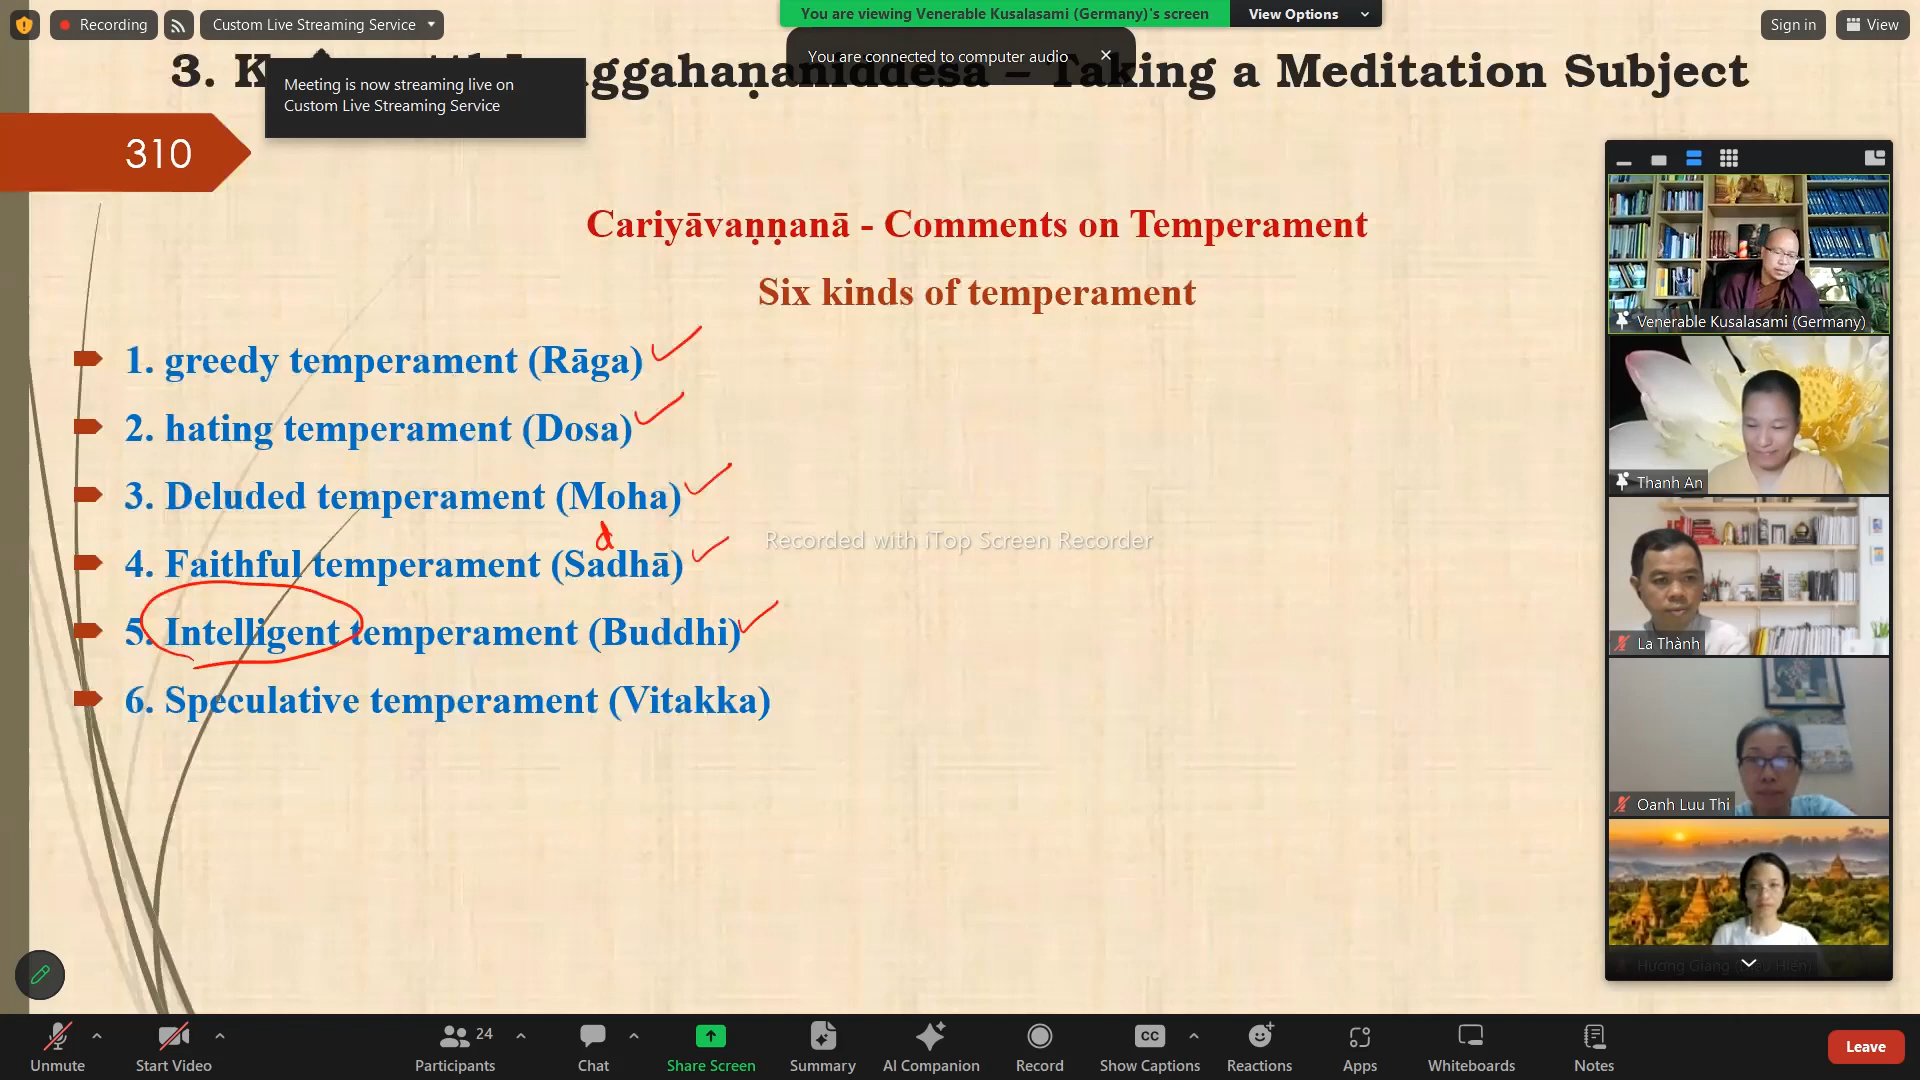 Recording
Custom Live Streaming Service
You are viewing Venerable Kusalasami (Germany)'s screen
View Options
Sign in
View
You are connected to computer audio
Meeting is now streaming live on
Custom Live Streaming Service
3. K aggahaṇaniddesa – Taking a Meditation Subject
310
Cariyāvaṇṇanā - Comments on Temperament
Six kinds of temperament
1. greedy temperament (Rāga)
2. hating temperament (Dosa)
3. Deluded temperament (Moha)
d
4. Faithful temperament (Sadhā)
5. Intelligent temperament (Buddhi)
6. Speculative temperament (Vitakka)
Recorded with iTop Screen Recorder
Venerable Kusalasami (Germany)
Thanh An
La Thành
Oanh Luu Thi
Hương Giang
Unmute
Start Video
24
Participants
Chat
Share Screen
Summary
AI Companion
Record
CC
Show Captions
Reactions
Apps
Whiteboards
Notes
Leave